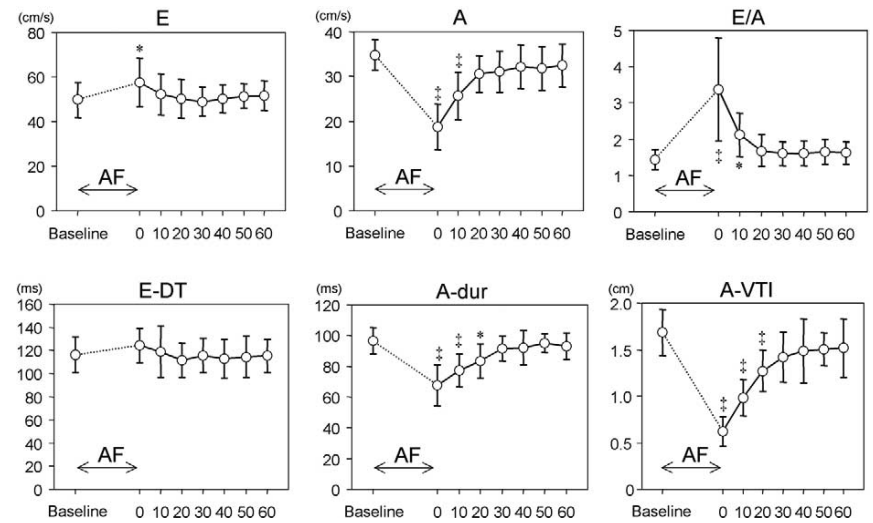 (cm/s) E
80
60
40
20
0
*
AF
Baseline 0 10 20 30 40 50 60
(cm/s) A
40
30
20
10
0
‡ ‡
AF
Baseline 0 10 20 30 40 50 60
E/A
5
4
3
2
1
0
‡ *
AF
Baseline 0 10 20 30 40 50 60
(ms) E-DT
160
140
120
100
80
60
40
20
0
AF
Baseline 0 10 20 30 40 50 60
(ms) A-dur
120
100
80
60
40
20
0
‡ ‡ *
AF
Baseline 0 10 20 30 40 50 60
(cm) A-VTI
2.0
1.5
1.0
0.5
0
‡ ‡ ‡
AF
Baseline 0 10 20 30 40 50 60